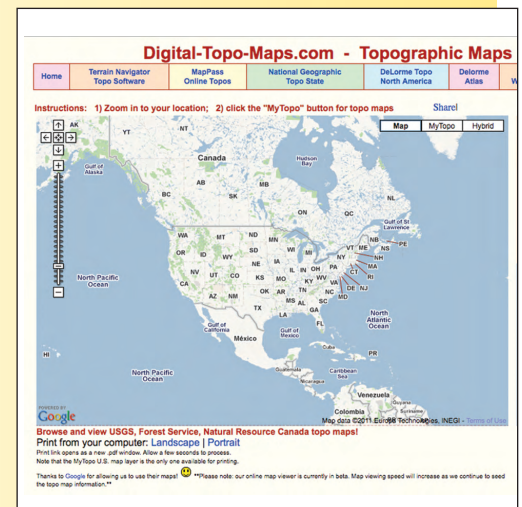 Digital-Topo-Maps.com - Topographic Maps
Home
Terrain Navigator
Topo Software
MapPass
Online Topos
National Geographic
Topo State
DeLorme Topo
North America
Delorme
Atlas
W
Instructions: 1) Zoom in to your location; 2) click the "MyTopo" button for topo maps
Share!
Map
MyTopo
Hybrid
AK
YT
NT
Gulf of
Alaska
Canada
Hudson
Bay
BC
AB
SK
MB
ON
QC
NL
Gulf of St
Lawrence
NB
PE
NS
WA
MT
ND
MN
VT
ME
NH
OR
ID
WY
SD
WI
MI
NY
MA
RI
NE
IA
IL
IN
OH
PA
CT
NV
UT
CO
KS
MO
KY
WV
VA
NJ
DE
MD
CA
AZ
NM
OK
AR
TN
NC
SC
TX
MS
AL
GA
LA
FL
North Pacific
Ocean
North
Atlantic
Ocean
Gulf of
California
México
Gulf of
Mexico
Cuba
PR
HI
North Pacific
Ocean
Guatemala
Nicaragua
Caribbean
Sea
Venezuela
Guyana
Suriname
Colombia
POWERED BY
Google
Map data ©2011 Europa Technologies, INEGI - Terms of Use
Browse and view USGS, Forest Service, Natural Resource Canada topo maps!
Print from your computer: Landscape | Portrait
Print link opens as a new .pdf window. Allow a few seconds to process.
Note that the MyTopo U.S. map layer is the only one available for printing.
Thanks to Google for allowing us to use their maps! **Please note: our online map viewer is currently in beta. Map viewing speed will increase as we continue to seed
the topo map information.**